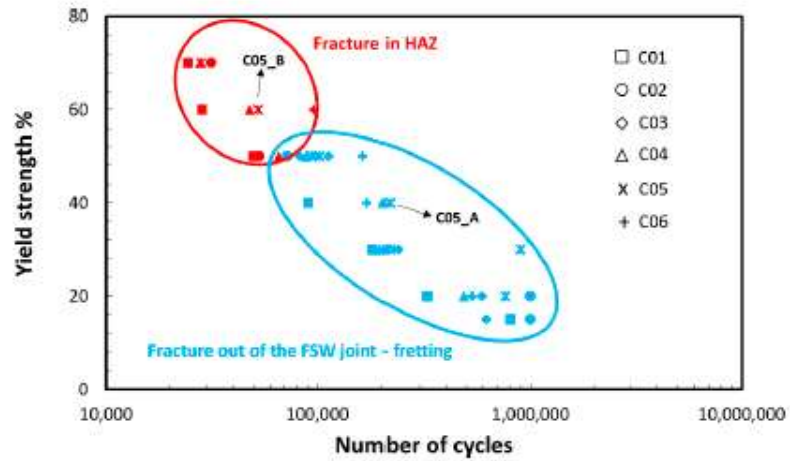 80
60
40
20
0
Yield strength %
Fracture in HAZ
C05_B
C05_A
Fracture out of the FSW joint – fretting
C01
C02
C03
C04
C05
C06
10,000
100,000
1,000,000
10,000,000
Number of cycles